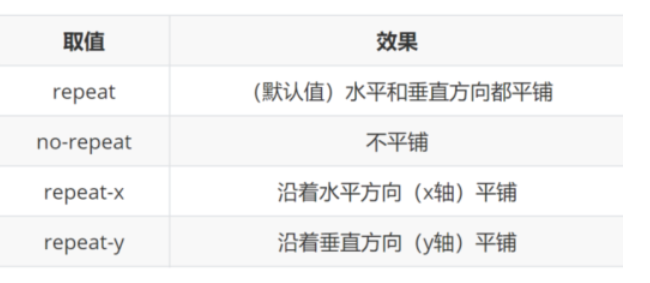 取值 效果
repeat （默认值）水平和垂直方向都平铺
no-repeat 不平铺
repeat-x 沿着水平方向（x轴）平铺
repeat-y 沿着垂直方向（y轴）平铺